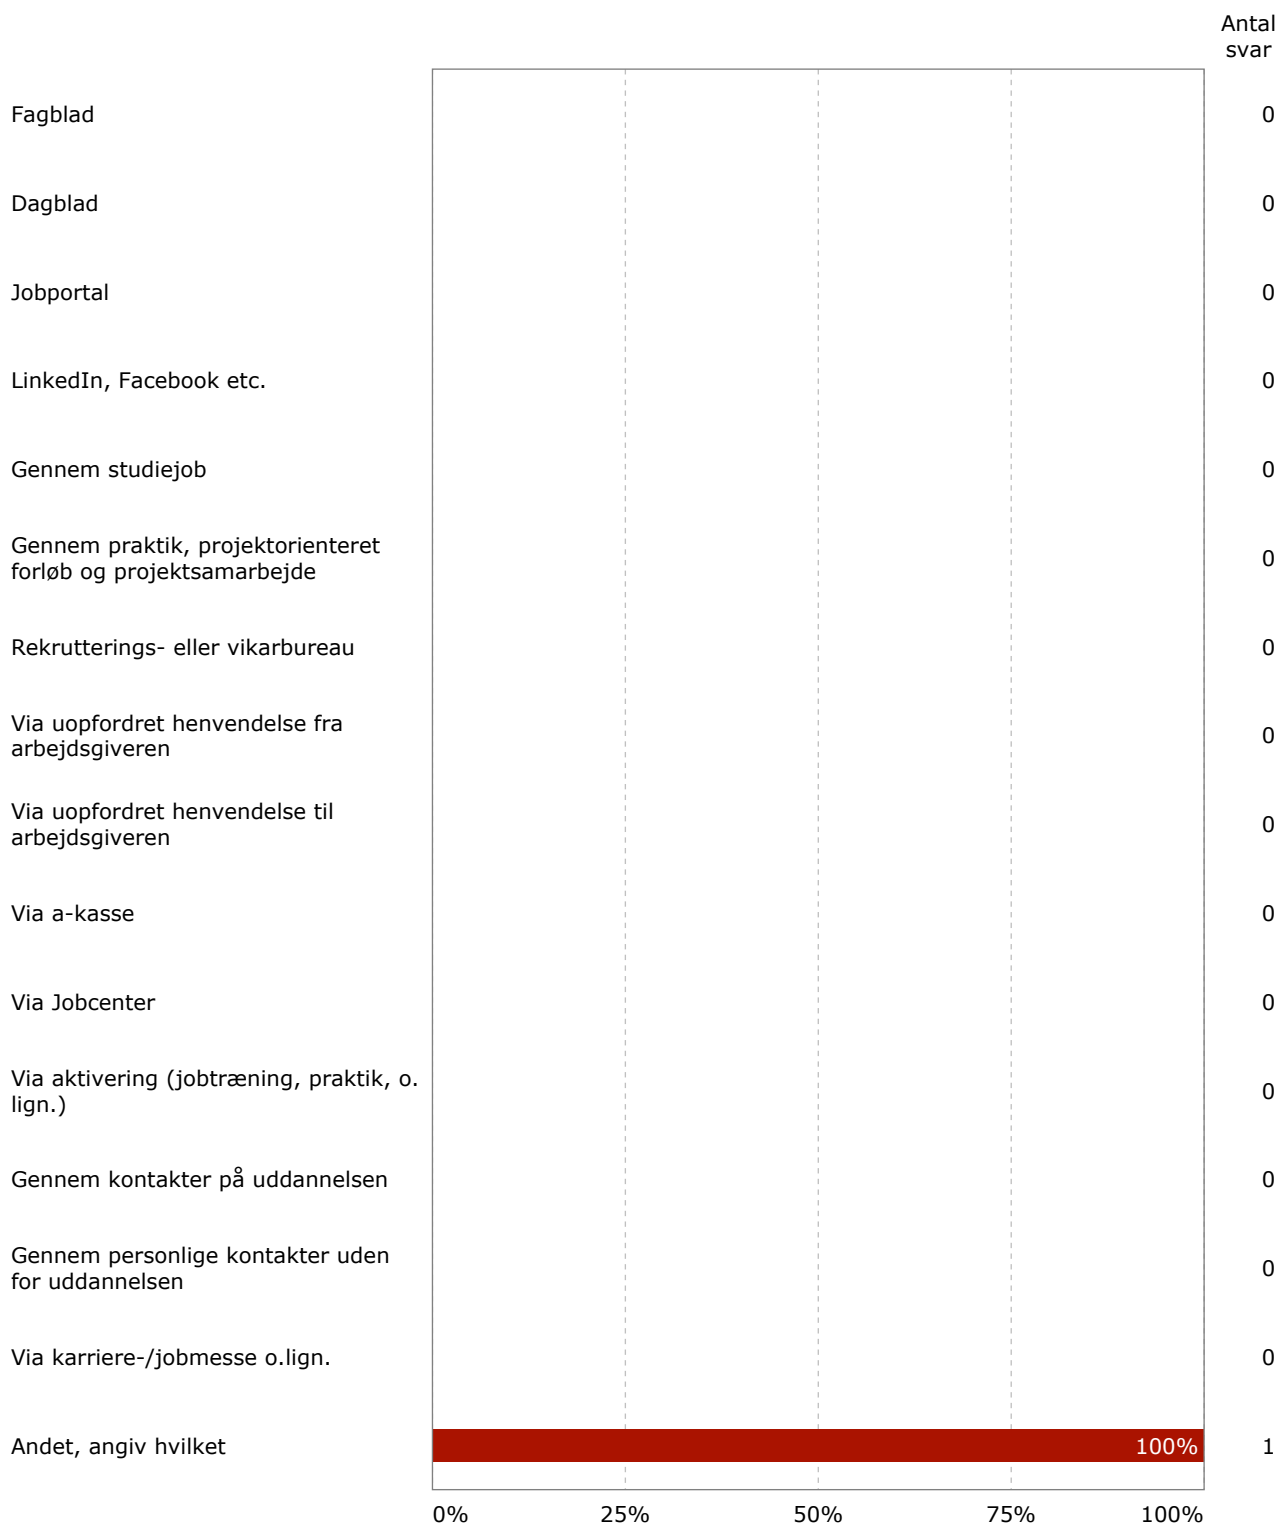 Antal
svar
Fagblad 0
Dagblad 0
Jobportal 0
LinkedIn, Facebook etc. 0
Gennem studiejob 0
Gennem praktik, projektorienteret
forløb og projektsamarbejde 0
Rekrutterings- eller vikarbureau 0
Via uopfordret henvendelse fra
arbejdsgiveren 0
Via uopfordret henvendelse til
arbejdsgiveren 0
Via a-kasse 0
Via Jobcenter 0
Via aktivering (jobtræning, praktik, o.
lign.) 0
Gennem kontakter på uddannelsen 0
Gennem personlige kontakter uden
for uddannelsen 0
Via karriere-/jobmesse o.lign. 0
Andet, angiv hvilket 100% 1
0% 25% 50% 75% 100%